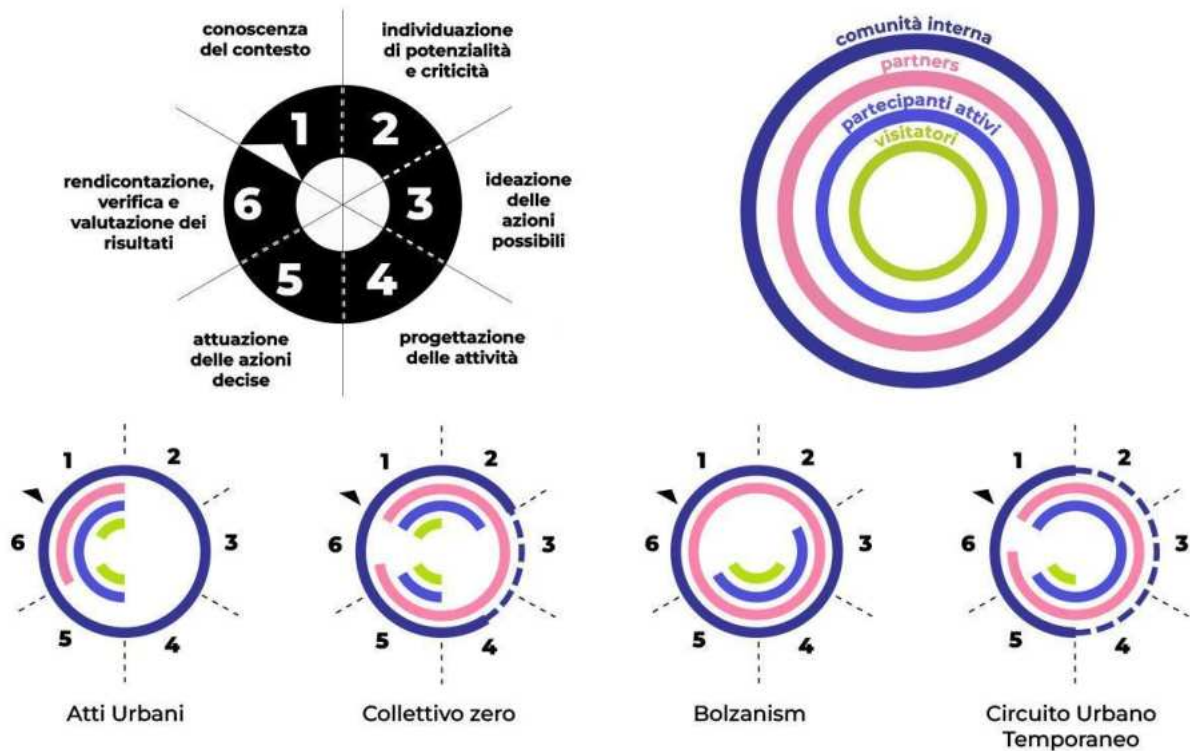 conoscenza
del contesto
individuazione
di potenzialità
e criticità
1
2
rendicontazione,
verifica e
valutazione dei
risultati
6
3
ideazione
delle
azioni
possibili
5
4
attuazione
delle azioni
decise
progettazione
delle attività
comunità interna
partners
partecipanti attivi
visitatori
1
2
6
3
5
4
Atti Urbani
1
2
6
3
5
4
Collettivo zero
1
2
6
3
5
4
Bolzanism
1
2
6
3
5
4
Circuito Urbano
Temporaneo